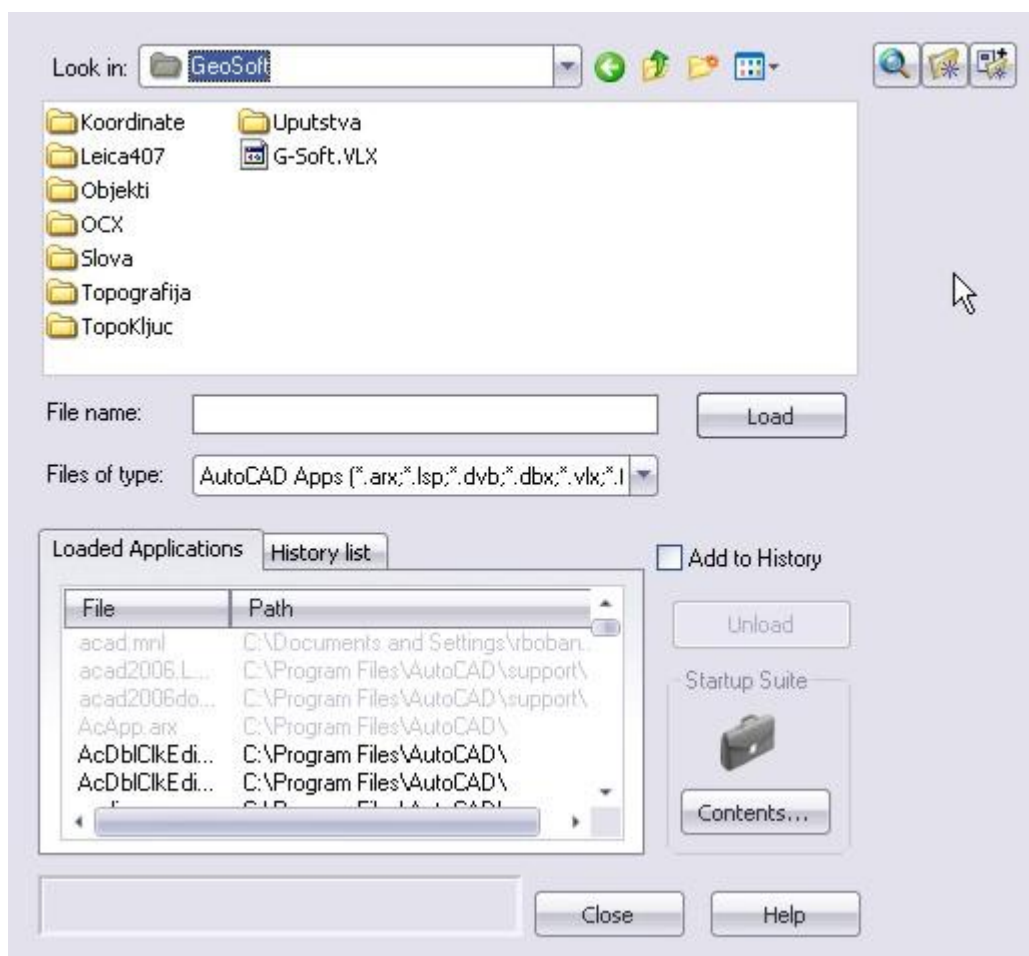 Look in: GeoSoft
Koordinate Uputstva
Leica407 G-Soft.VLX
Objekti
OCX
Slova
Topografija
TopoKljuc
File name: Load
Files of type: AutoCAD Apps (*.arx;*.lsp;*.dvb;*.dbx;*.vlx;*.
Loaded Applications History list
Add to History
File Path
acad.mnl C:\Documents and Settings\rboban..
acad2006.L... C:\Program Files\AutoCAD\support\
acad2006do... C:\Program Files\AutoCAD\support\
AcApp.arx C:\Program Files\AutoCAD\
AcDblClkEdi... C:\Program Files\AutoCAD\
AcDblClkEdi... C:\Program Files\AutoCAD\
Unload
Startup Suite
Contents...
Close Help